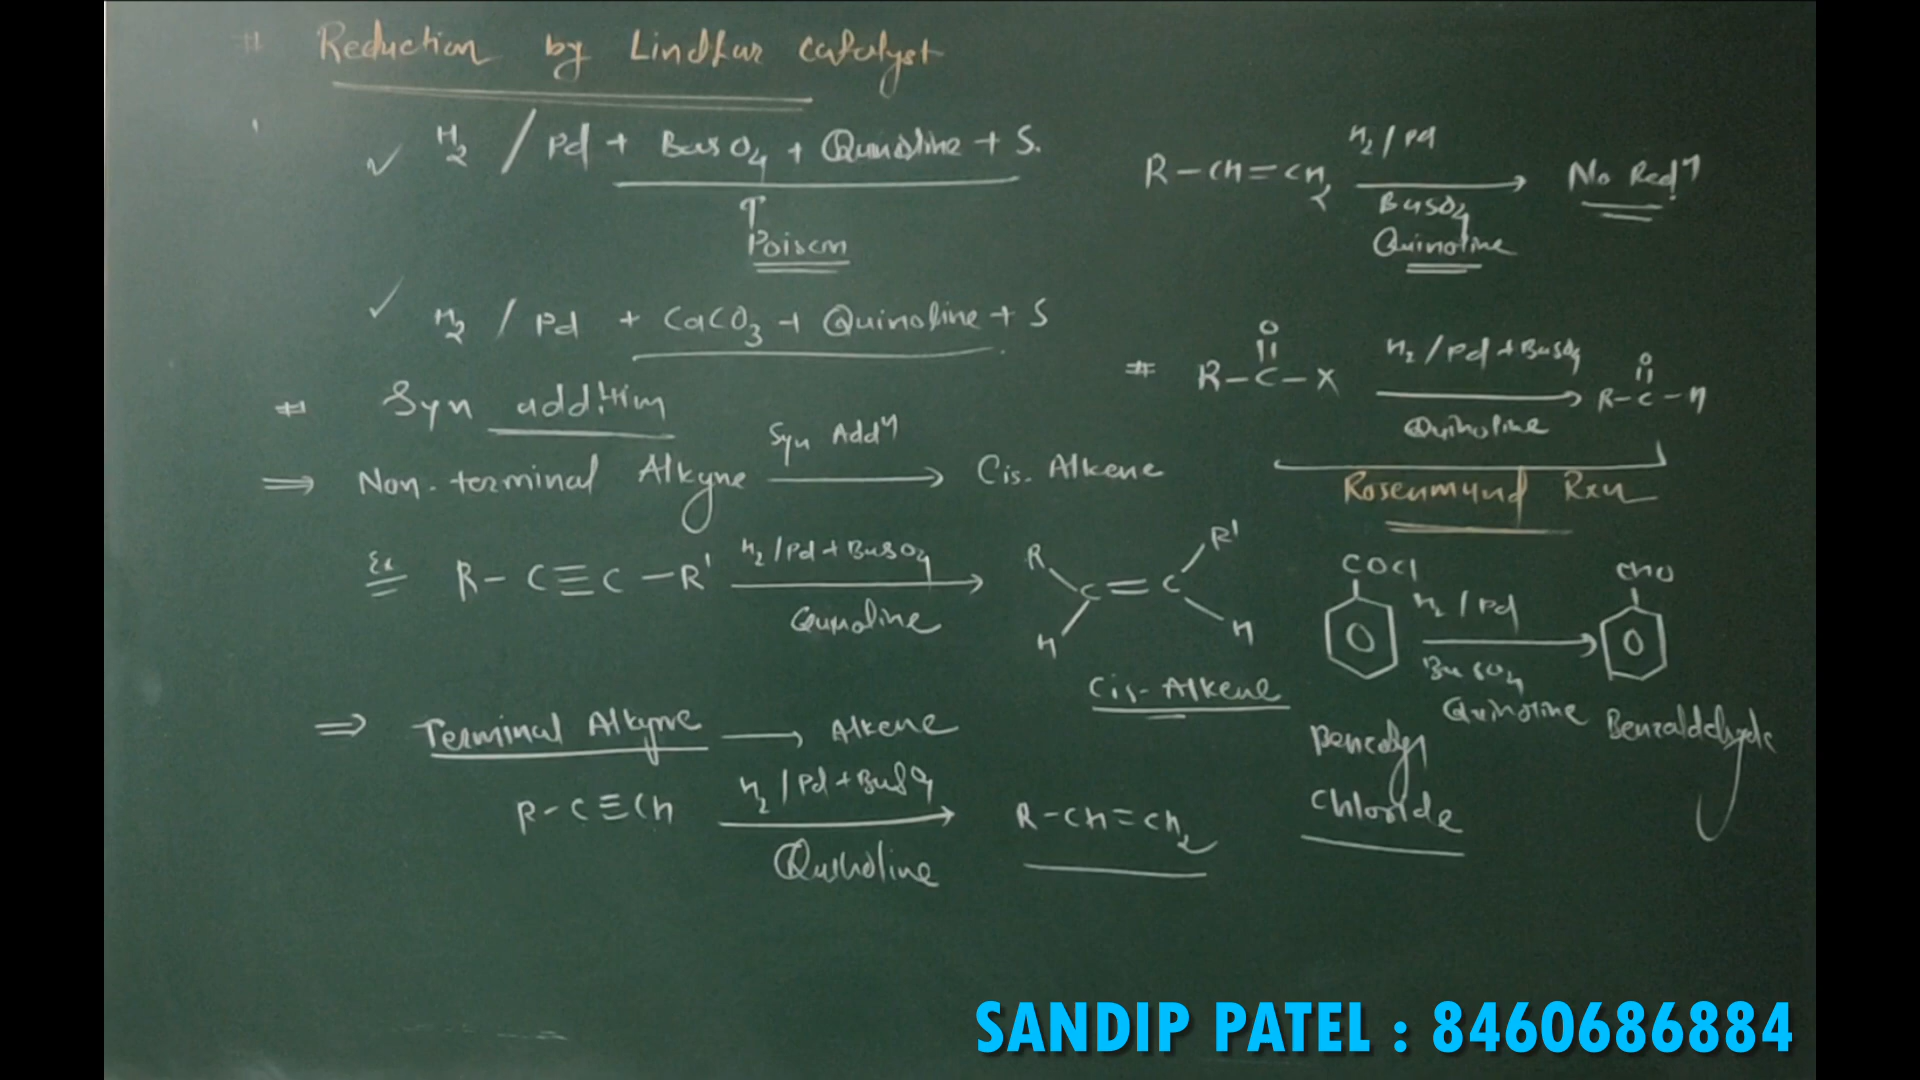 # Reduction by Lindlar catalyst
✓ H2 / Pd + BaSO4 + Quinoline + S.
↑
Poison
✓ H2 / Pd + CaCO3 + Quinoline + S
# Syn addition
⇒ Non-terminal Alkyne Syn Addn → Cis-Alkene
Ex R-C≡C-R' H2/Pd+BaSO4 → R R'
Quinoline C=C
H H
Cis-Alkene
⇒ Terminal Alkyne → Alkene
R-C≡CH H2/Pd+BaSO4 → R-CH=CH2
Quinoline
R-CH=CH2 H2/Pd → No Redn
BaSO4
Quinoline
# R-C-X H2/Pd+BaSO4 → R-C-H
O O
Quinoline
Rosenmund Rxn
COCl H2/Pd → CHO
BaSO4
Quinoline Benzaldehyde
Benzoyl
Chloride
SANDIP PATEL : 8460686884